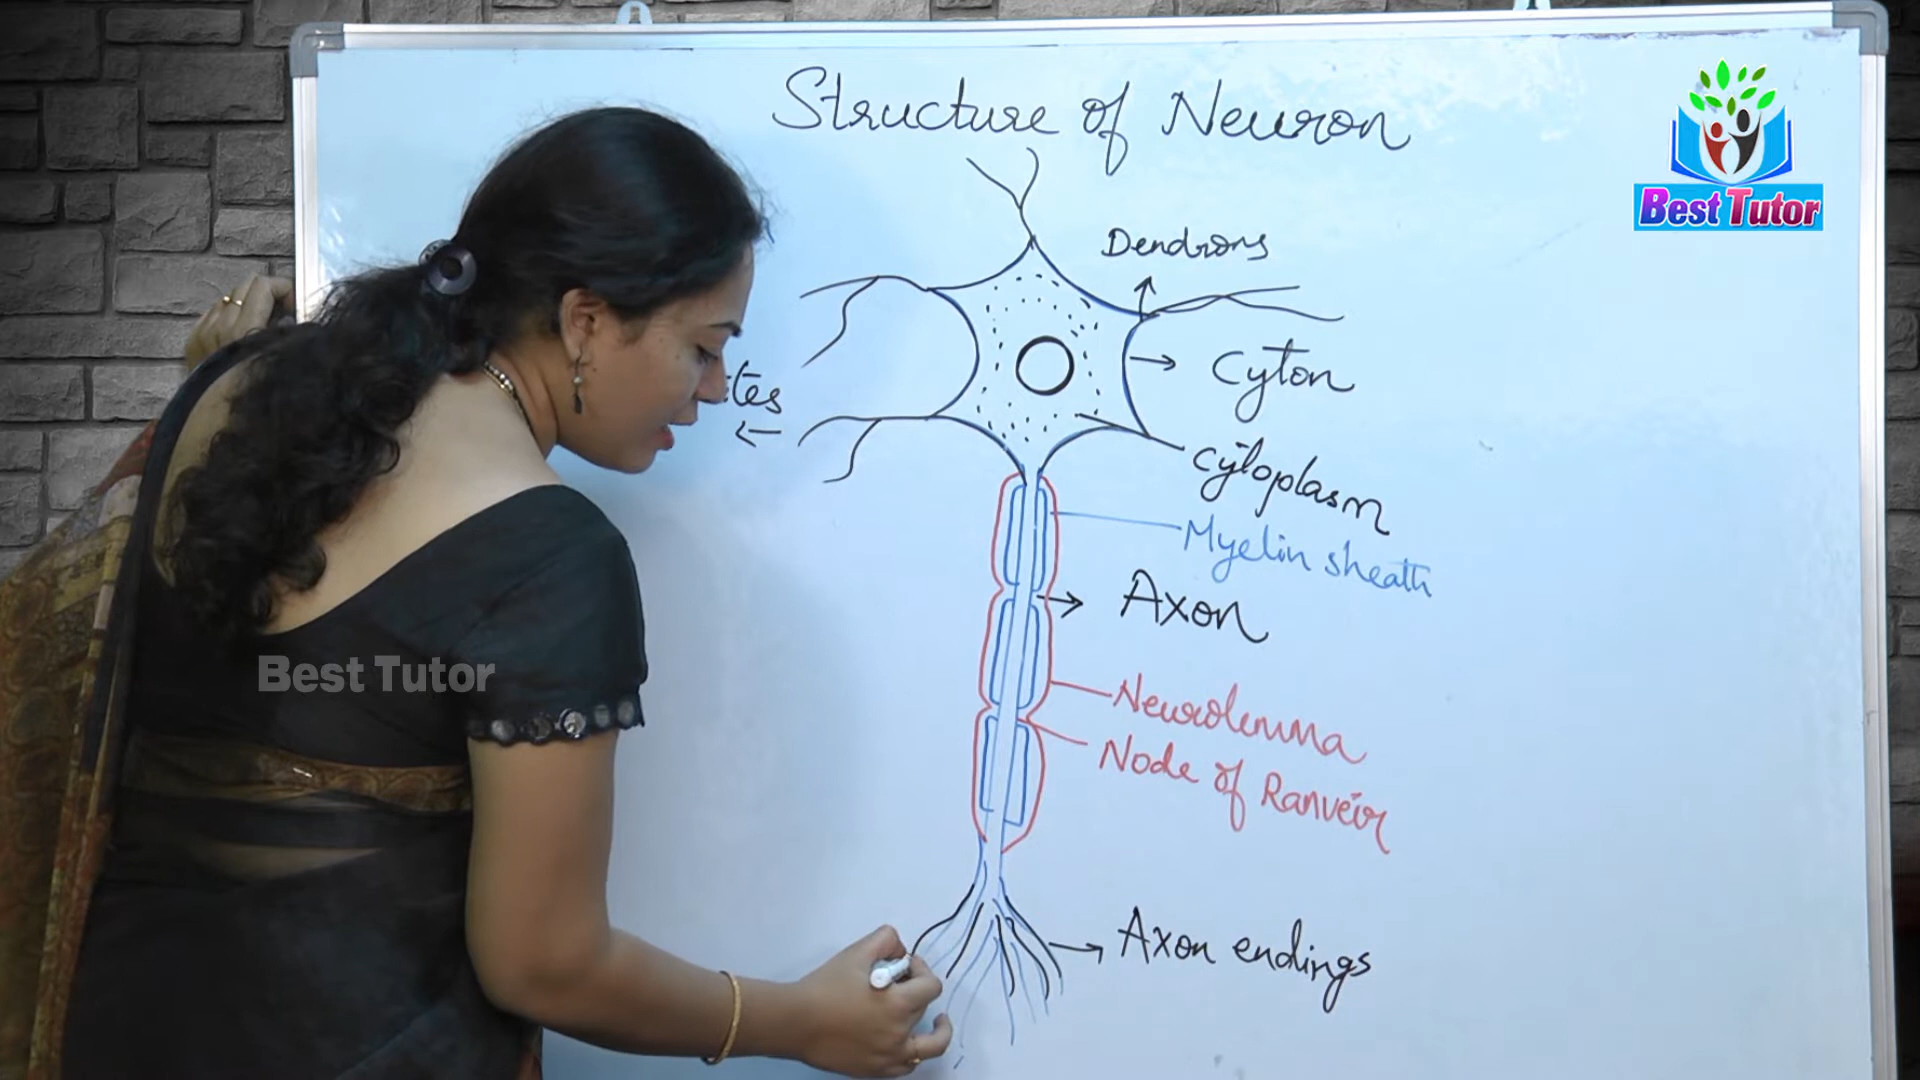 Structure of Neuron
Best Tutor
Dendrons
Cyton
Cytoplasm
Myelin sheath
Axon
Neurolemma
Node of Ranveir
Best Tutor
Axon endings